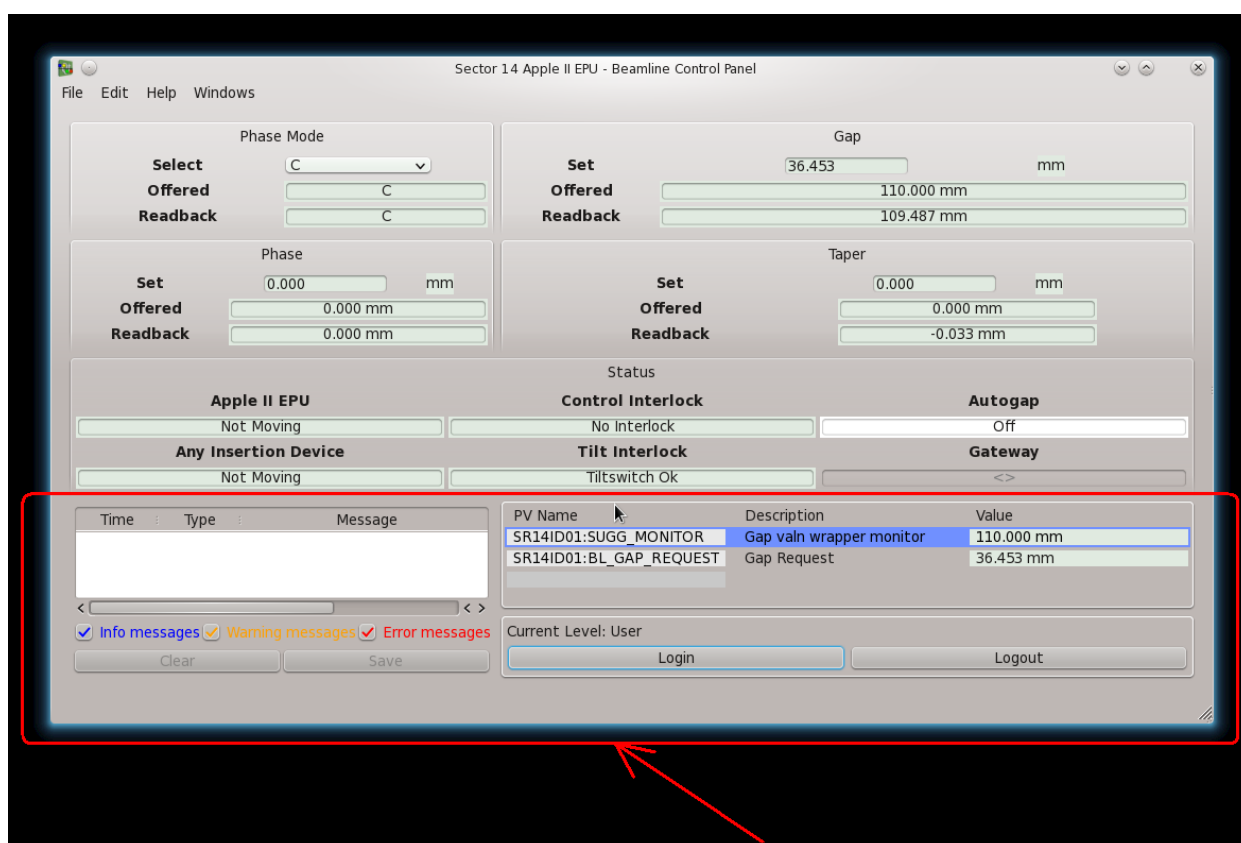 Sector 14 Apple II EPU - Beamline Control Panel
File Edit Help Windows
Phase Mode
Select C
Offered C
Readback C
Gap
Set 36.453 mm
Offered 110.000 mm
Readback 109.487 mm
Phase
Set 0.000 mm
Offered 0.000 mm
Readback 0.000 mm
Taper
Set 0.000 mm
Offered 0.000 mm
Readback -0.033 mm
Status
Apple II EPU Control Interlock Autogap
Not Moving No Interlock Off
Any Insertion Device Tilt Interlock Gateway
Not Moving Tiltswitch Ok <>
Time Type Message
Info messages Warning messages Error messages
Clear Save
PV Name Description Value
SR14ID01:SUGG_MONITOR Gap valn wrapper monitor 110.000 mm
SR14ID01:BL_GAP_REQUEST Gap Request 36.453 mm
Current Level: User
Login Logout